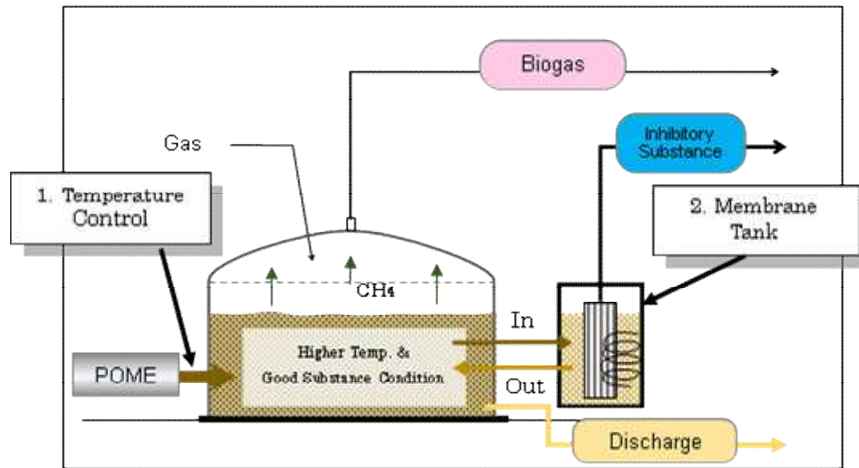 Biogas
Gas
Inhibitory
Substance
1. Temperature
Control
2. Membrane
Tank
CH4
In
Higher Temp. &
Good Substance Condition
POME
Out
Discharge